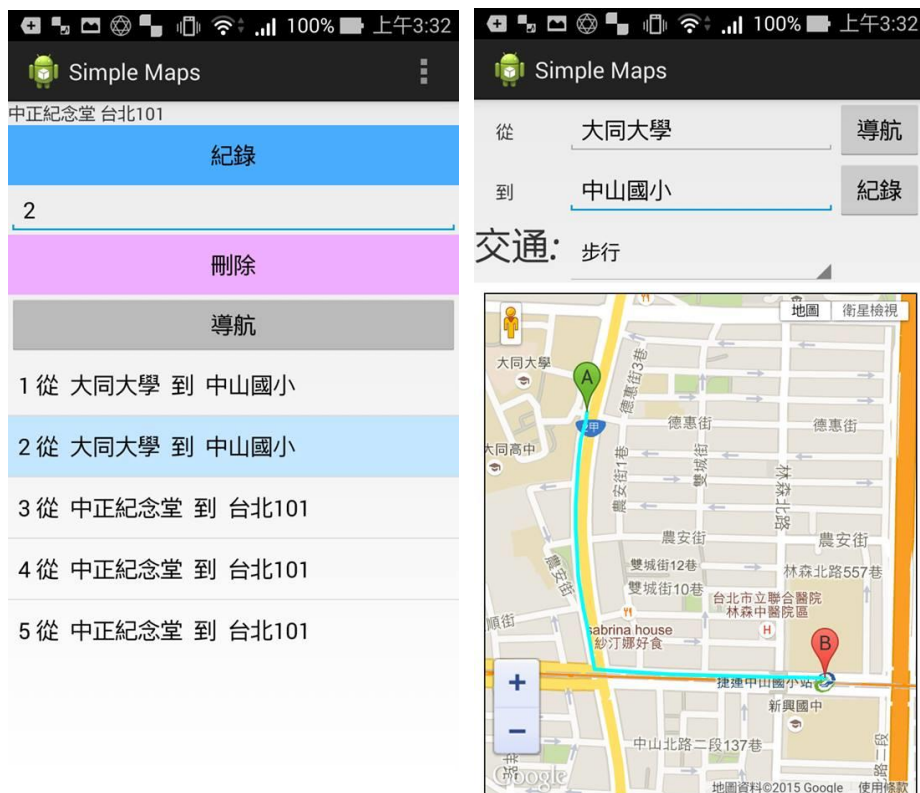 100% 上午3:32
Simple Maps
中正紀念堂 台北101
紀錄
2
刪除
導航
1 從 大同大學 到 中山國小
2 從 大同大學 到 中山國小
3 從 中正紀念堂 到 台北101
4 從 中正紀念堂 到 台北101
5 從 中正紀念堂 到 台北101
100% 上午3:32
Simple Maps
從 大同大學 導航
到 中山國小 紀錄
交通: 步行
地圖 衛星檢視
大同大學
A
德惠街3巷
2甲
德惠街
德惠街
大同高中
農安街1巷
雙城街
林森北路
農安街
農安街
農安街
雙城街12巷
林森北路557巷
雙城街10巷
台北市立聯合醫院
林森中醫院區
H
順街
sabrina house
紗汀娜好食
B
+
捷運中山國小站
新興國中
−
中山北路二段137巷
路二段
Google
地圖資料©2015 Google 使用條款